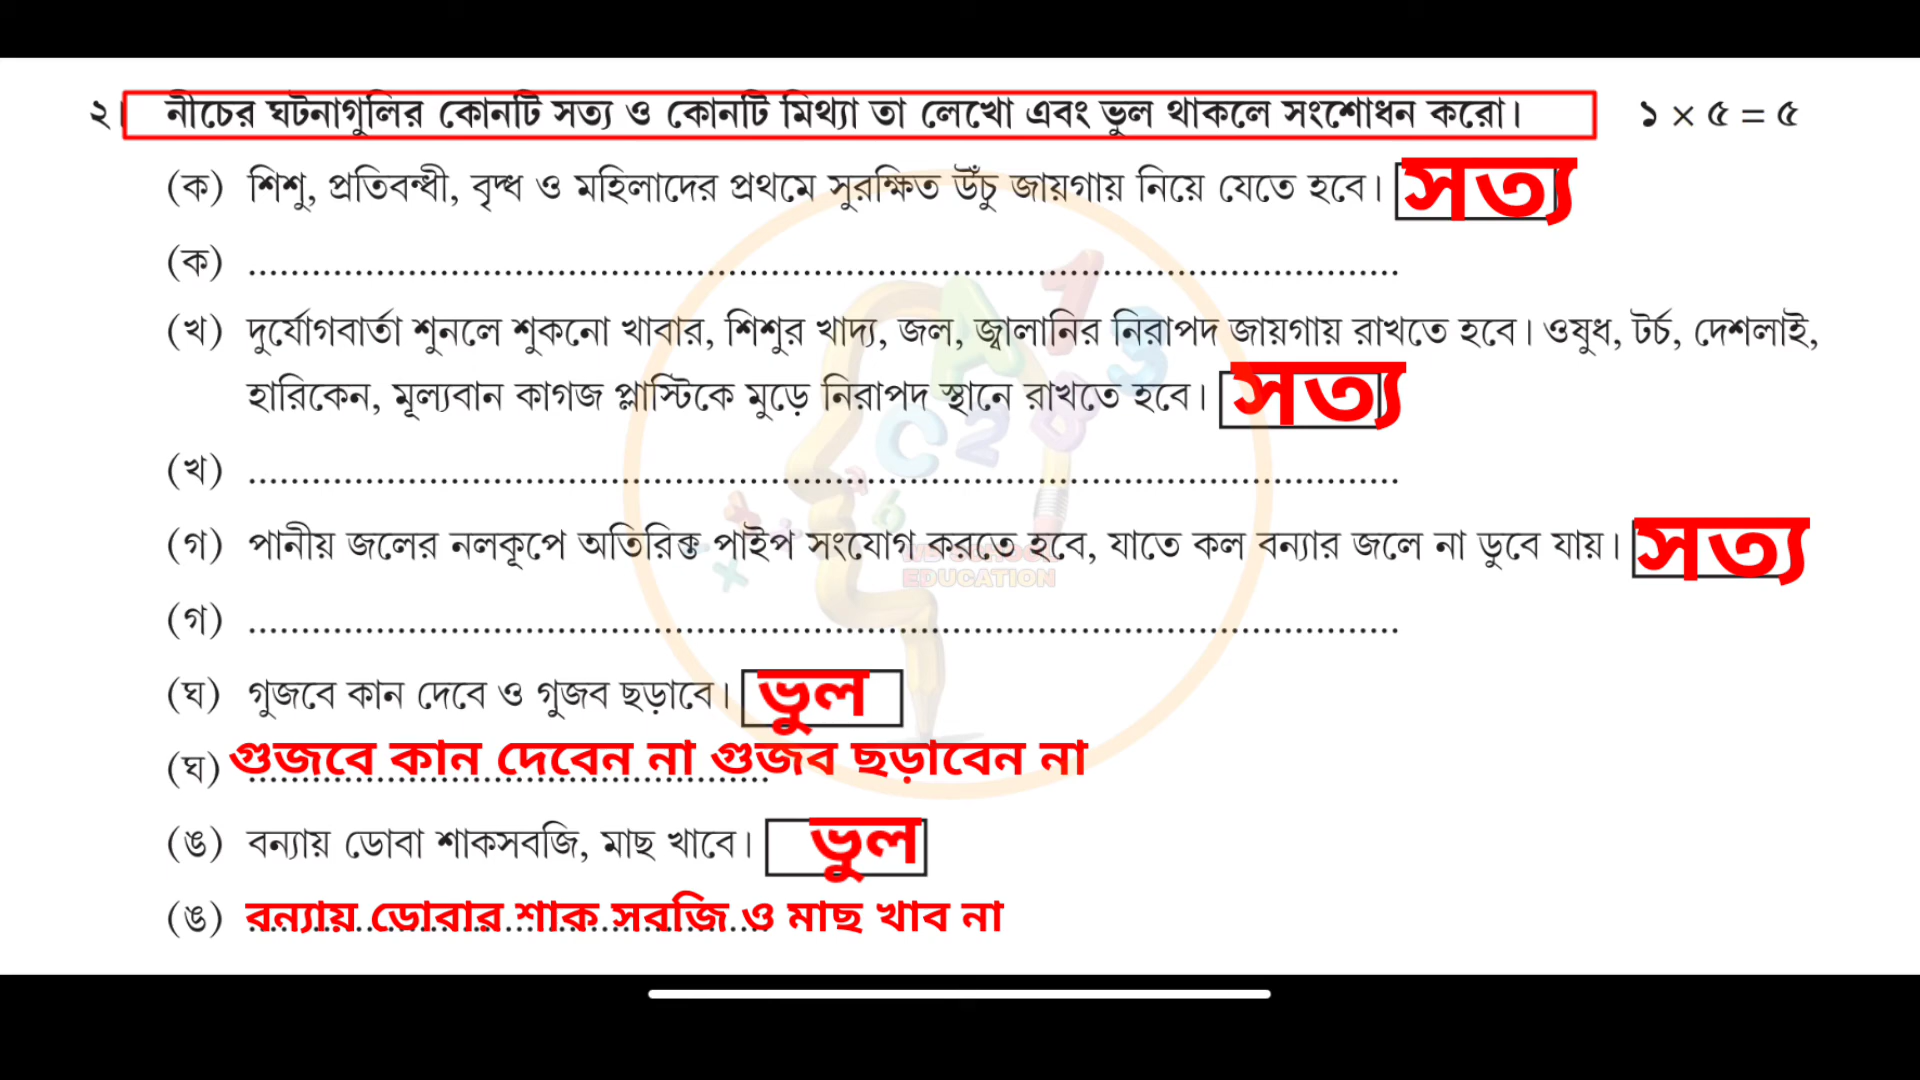 ২। নীচের ঘটনাগুলির কোনটি সত্য ও কোনটি মিথ্যা তা লেখো এবং ভুল থাকলে সংশোধন করো। ১ × ৫ = ৫
(ক) শিশু, প্রতিবন্ধী, বৃদ্ধ ও মহিলাদের প্রথমে সুরক্ষিত উঁচু জায়গায় নিয়ে যেতে হবে। সত্য
(ক) ........................................................................
(খ) দুর্যোগবার্তা শুনলে শুকনো খাবার, শিশুর খাদ্য, জল, জ্বালানির নিরাপদ জায়গায় রাখতে হবে। ওষুধ, টর্চ, দেশলাই,
হারিকেন, মূল্যবান কাগজ প্লাস্টিকে মুড়ে নিরাপদ স্থানে রাখতে হবে। সত্য
(খ) ........................................................................
(গ) পানীয় জলের নলকূপে অতিরিক্ত পাইপ সংযোগ করতে হবে, যাতে কল বন্যার জলে না ডুবে যায়। সত্য
EDUCATION
(গ) ........................................................................
(ঘ) গুজবে কান দেবে ও গুজব ছড়াবে। ভুল
(ঘ) গুজবে কান দেবেন না গুজব ছড়াবেন না
(ঙ) বন্যায় ডোবা শাকসবজি, মাছ খাবে। ভুল
(ঙ) বন্যায় ডোবার শাক সবজি ও মাছ খাব না